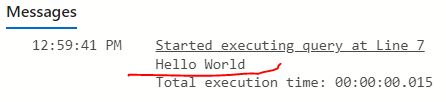 Messages
12:59:41 PM Started executing query at Line 7
Hello World
Total execution time: 00:00:00.015